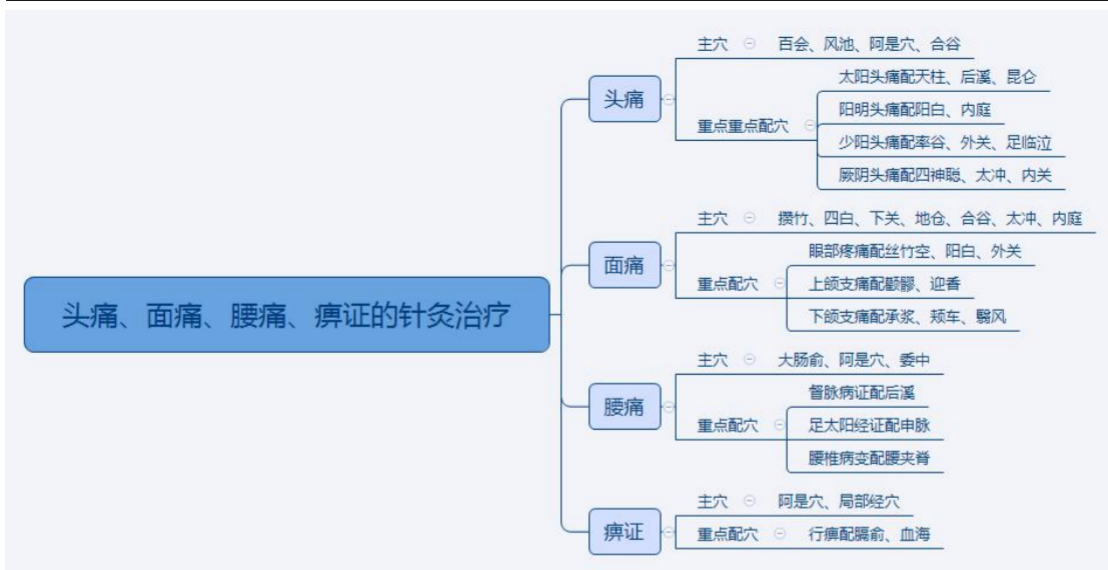 头痛、面痛、腰痛、痹证的针灸治疗
头痛
主穴 百会、风池、阿是穴、合谷
重点重点配穴
太阳头痛配天柱、后溪、昆仑
阳明头痛配阳白、内庭
少阳头痛配率谷、外关、足临泣
厥阴头痛配四神聪、太冲、内关
面痛
主穴 攒竹、四白、下关、地仓、合谷、太冲、内庭
重点配穴
眼部疼痛配丝竹空、阳白、外关
上颌支痛配颧髎、迎香
下颌支痛配承浆、颊车、翳风
腰痛
主穴 大肠俞、阿是穴、委中
重点配穴
督脉病证配后溪
足太阳经证配申脉
腰椎病变配腰夹脊
痹证
主穴 阿是穴、局部经穴
重点配穴 行痹配膈俞、血海